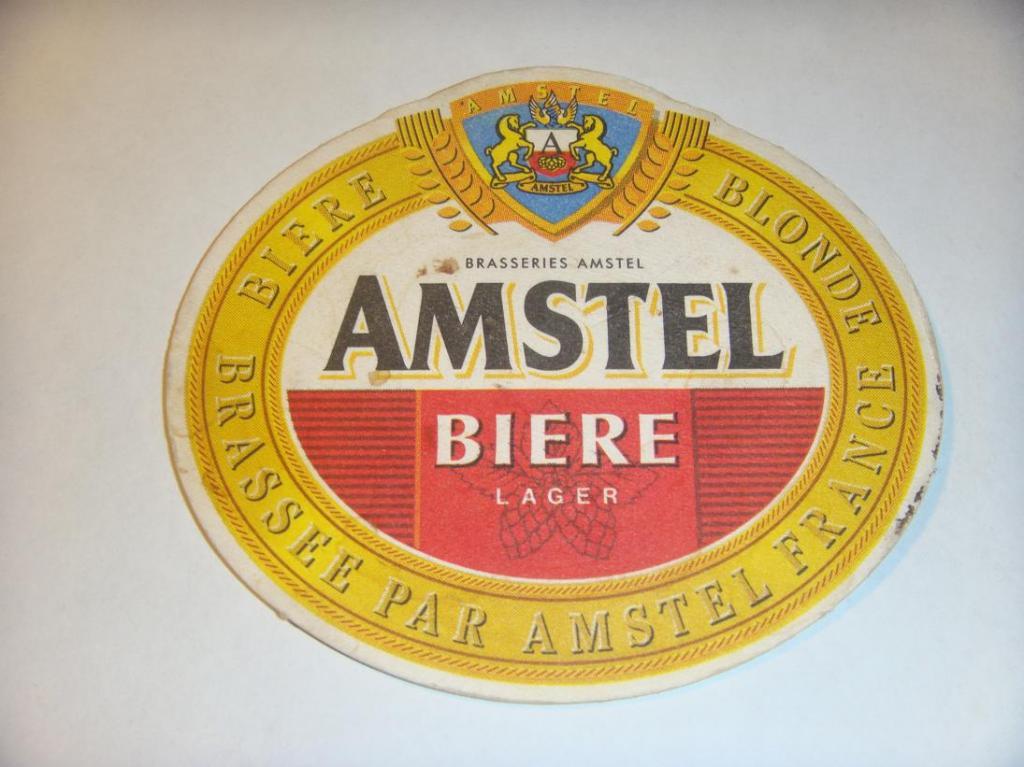 AMSTEL
A
AMSTEL
BIERE BLONDE
BRASSERIES AMSTEL
AMSTEL
BIERE
LAGER
BRASSEE PAR AMSTEL FRANCE